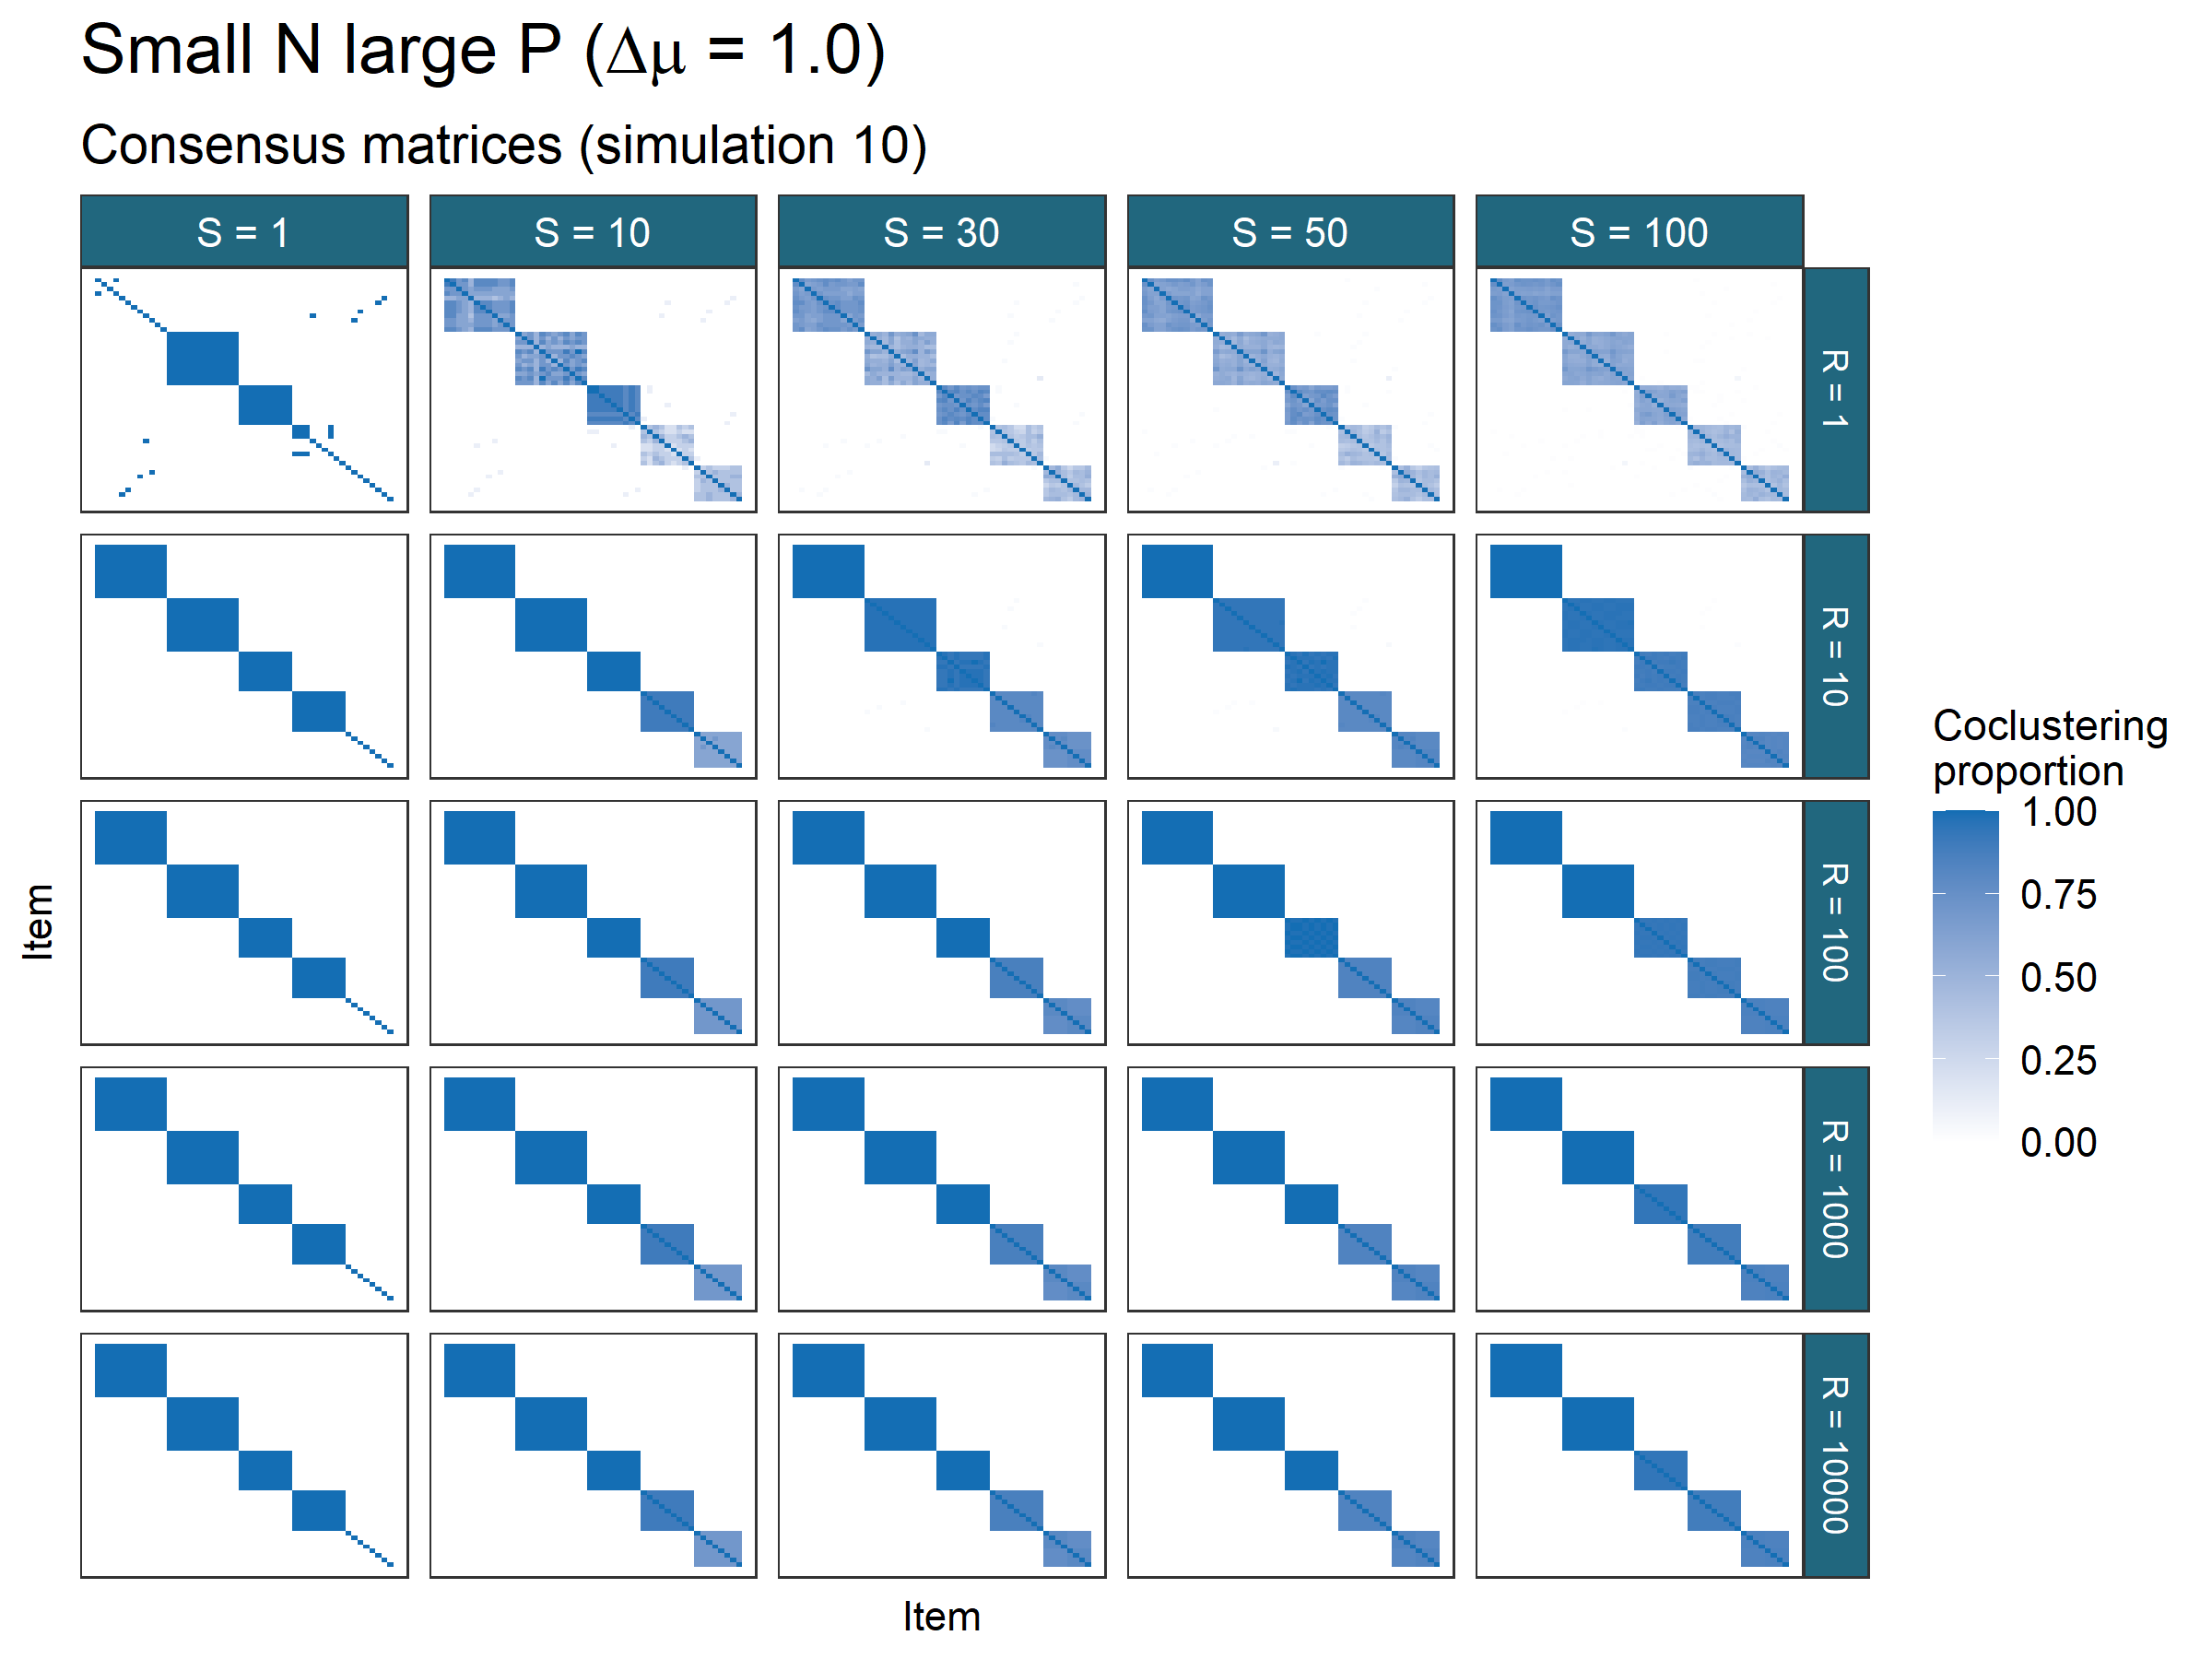 Small N large P (Δμ = 1.0)
Consensus matrices (simulation 10)
S = 1
S = 10
S = 30
S = 50
S = 100
R = 1
R = 10
R = 100
R = 1000
R = 10000
Item
Item
Coclustering
proportion
1.00
0.75
0.50
0.25
0.00